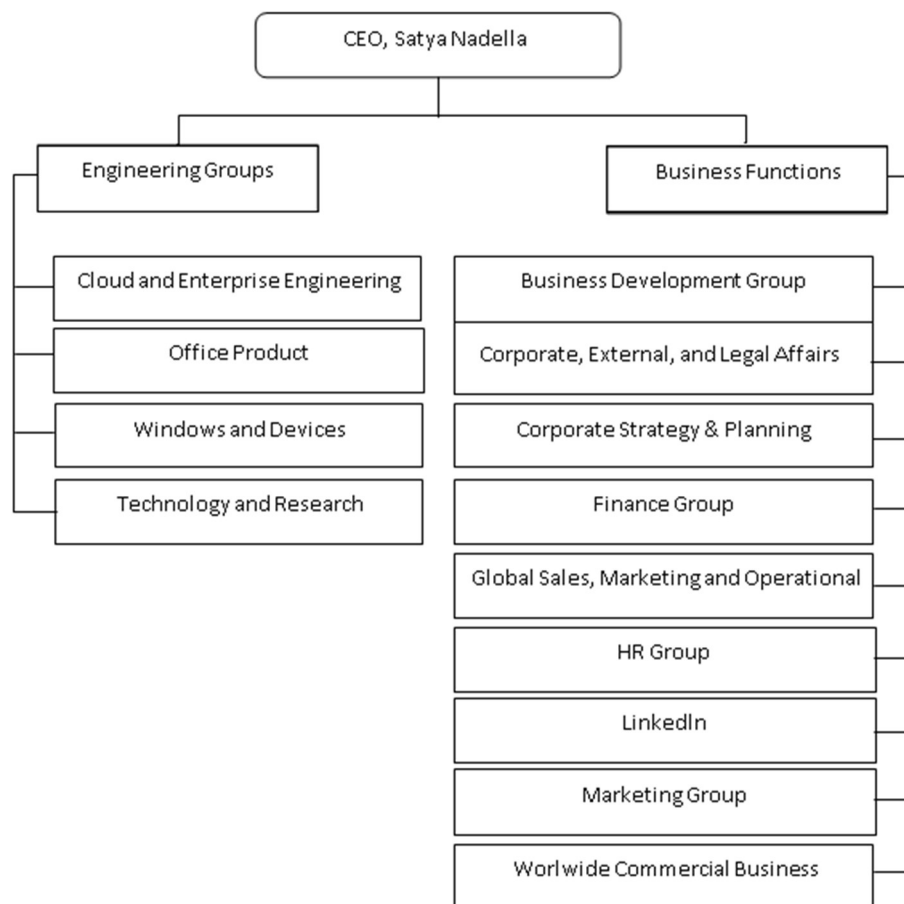 CEO, Satya Nadella
Engineering Groups
Business Functions
Cloud and Enterprise Engineering
Office Product
Windows and Devices
Technology and Research
Business Development Group
Corporate, External, and Legal Affairs
Corporate Strategy & Planning
Finance Group
Global Sales, Marketing and Operational
HR Group
LinkedIn
Marketing Group
Worlwide Commercial Business